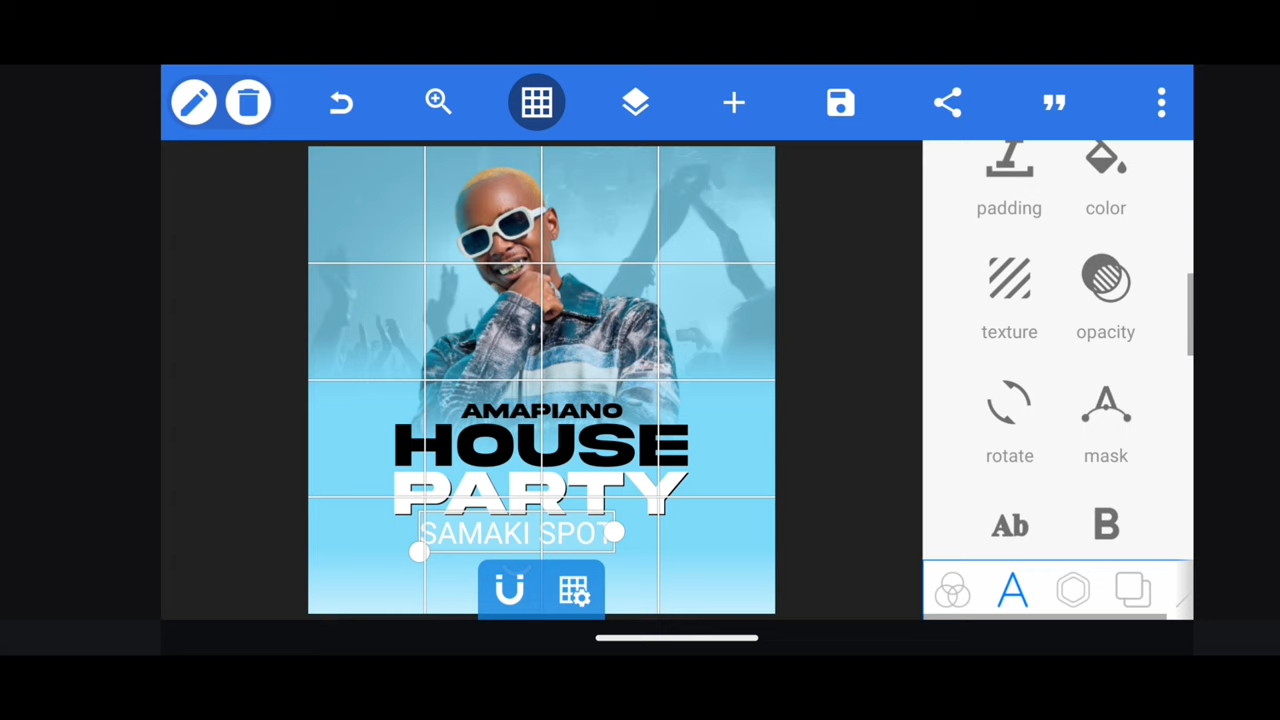 padding color
texture opacity
rotate mask
Ab B
A
AMAPIANO
HOUSE
PARTY
SAMAKI SPOT